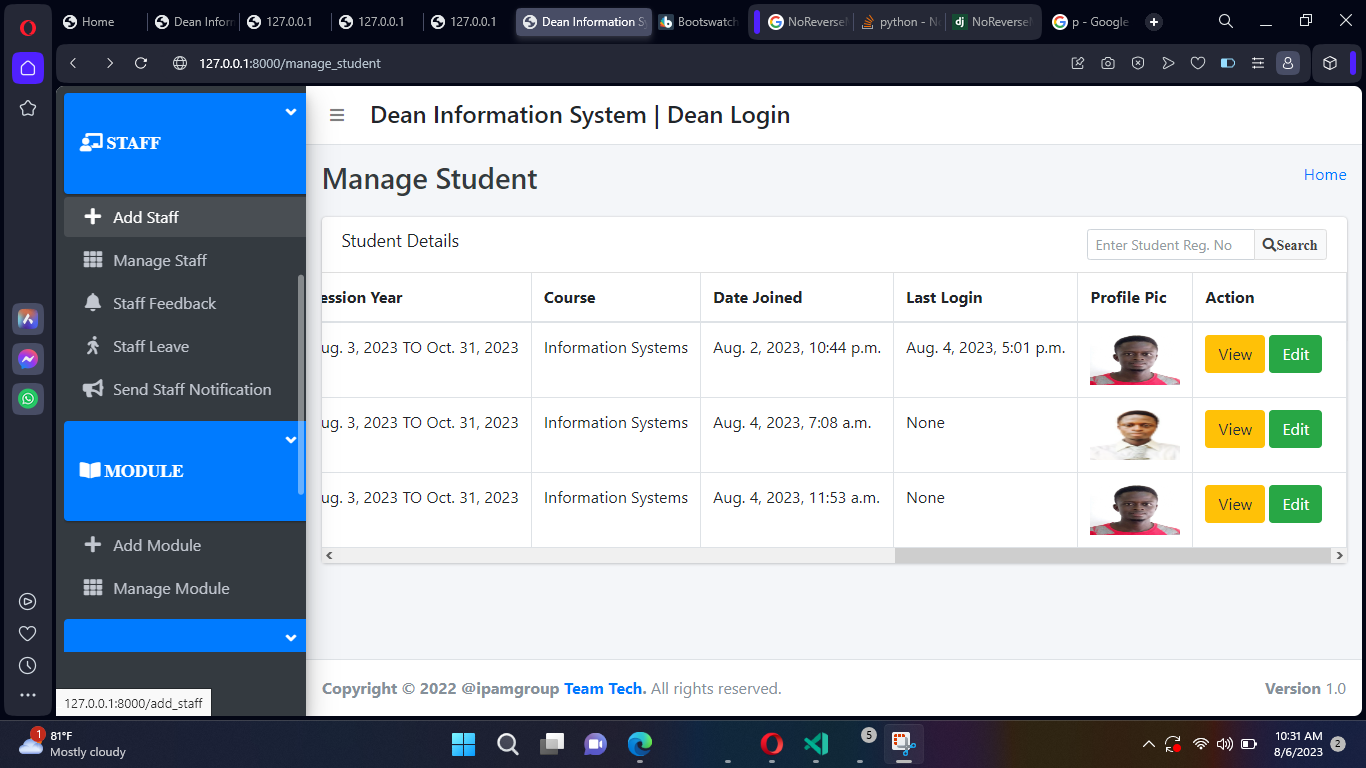 Home
Dean Inform
127.0.0.1
127.0.0.1
127.0.0.1
Dean Information Sy
Bootswatch
NoReverseM
python - No
NoReverseM
p - Google
127.0.0.1:8000/manage_student
STAFF
Add Staff
Manage Staff
Staff Feedback
Staff Leave
Send Staff Notification
MODULE
Add Module
Manage Module
127.0.0.1:8000/add_staff
Dean Information System | Dean Login
Manage Student
Home
Student Details
Enter Student Reg. No
Search
ession Year Course Date Joined Last Login Profile Pic Action
ug. 3, 2023 TO Oct. 31, 2023 Information Systems Aug. 2, 2023, 10:44 p.m. Aug. 4, 2023, 5:01 p.m. View Edit
ug. 3, 2023 TO Oct. 31, 2023 Information Systems Aug. 4, 2023, 7:08 a.m. None View Edit
ug. 3, 2023 TO Oct. 31, 2023 Information Systems Aug. 4, 2023, 11:53 a.m. None View Edit
Copyright © 2022 @ipamgroup Team Tech. All rights reserved.
Version 1.0
1
81°F
Mostly cloudy
5
10:31 AM
8/6/2023
2